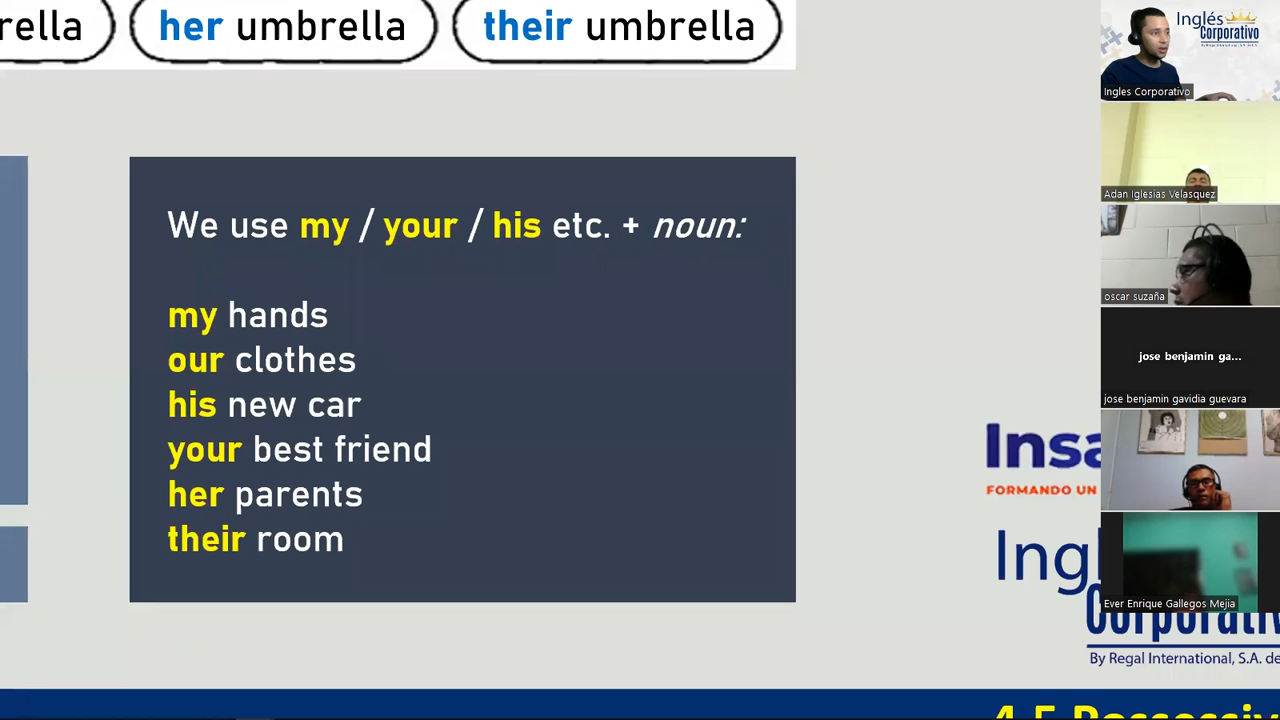 rella
her umbrella
their umbrella
We use my / your / his etc. + noun:
my hands
our clothes
his new car
your best friend
her parents
their room
Insa
FORMANDO UN
Inglés
Corporativo
By Regal International, S.A. de
Inglés
Corporativo
Ingles Corporativo
Adan Iglesias Velasquez
oscar suzaña
jose benjamin ga...
jose benjamin gavidia guevara
Ever Enrique Gallegos Mejia